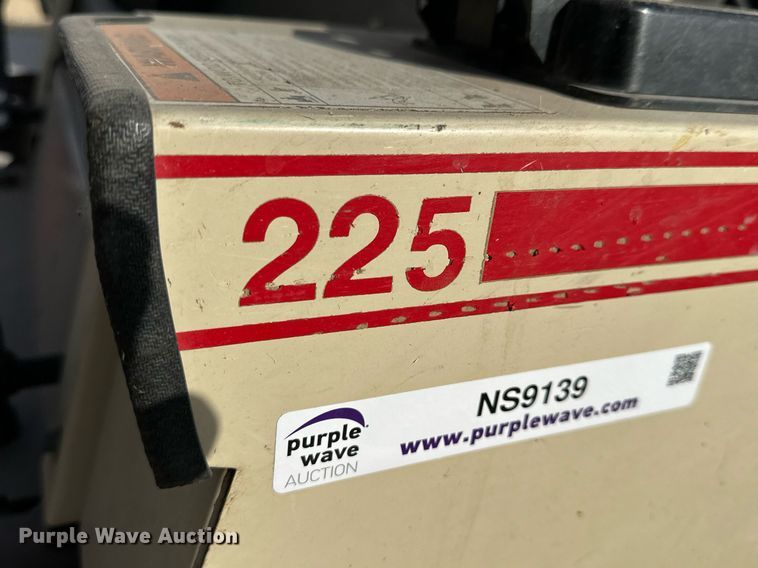 225
NS9139
purple
wave
AUCTION
www.purplewave.com
Purple Wave Auction